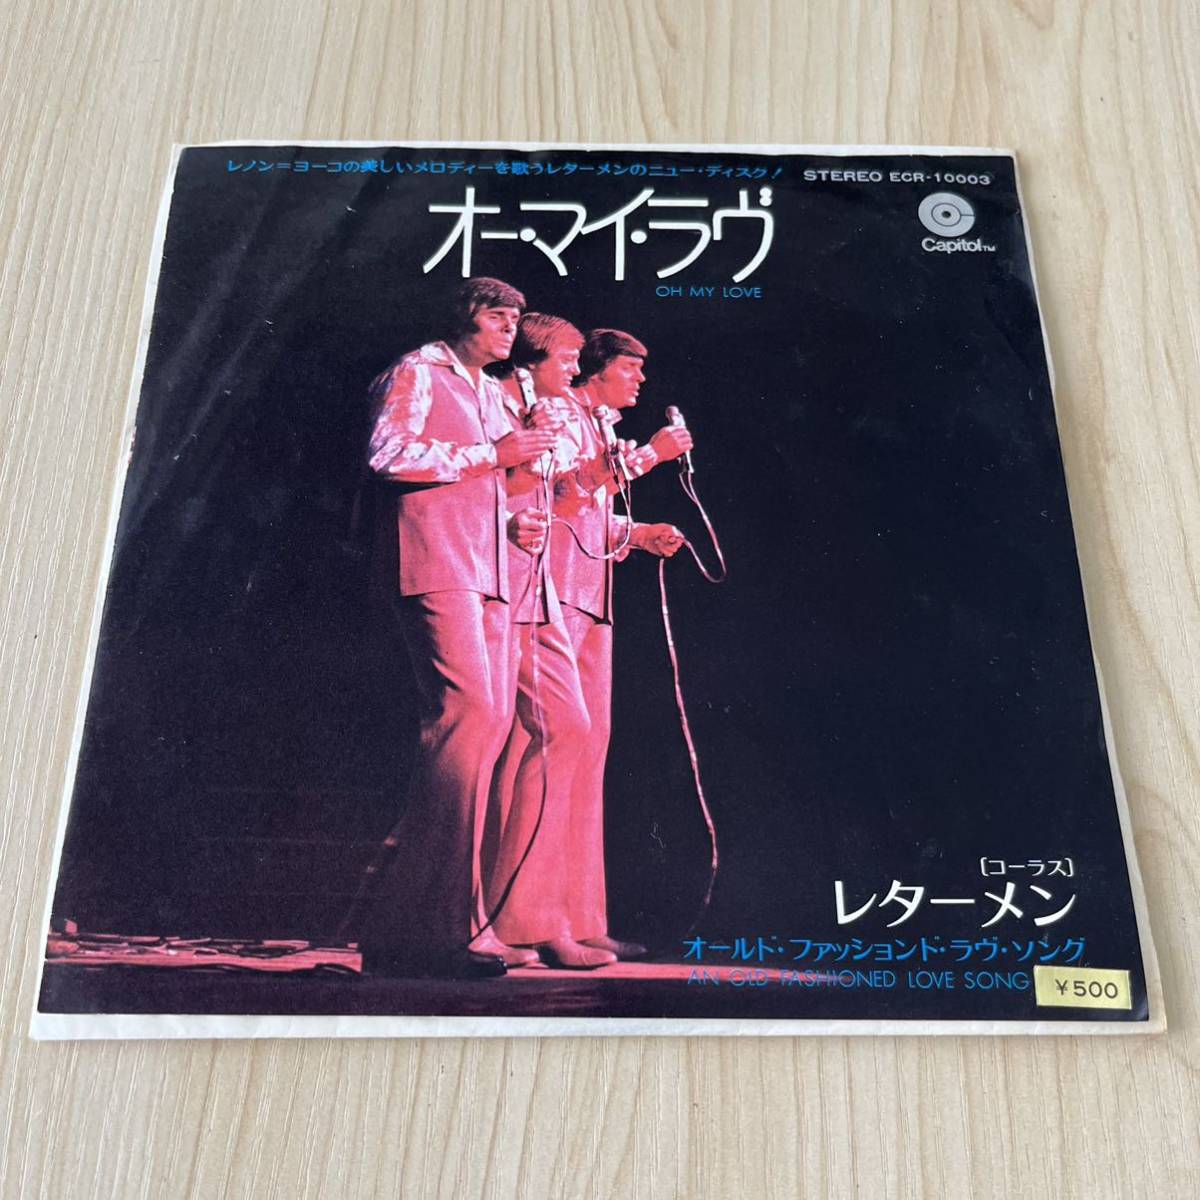 レノン=ヨーコの美しいメロディーを歌うレターメンのニュー・ディスク!
STEREO ECR-10003
オー・マイ・ラヴ
OH MY LOVE
Capitol™
〔コーラス〕
レターメン
オールド・ファッションド・ラヴ・ソング
AN OLD FASHIONED LOVE SONG
¥500